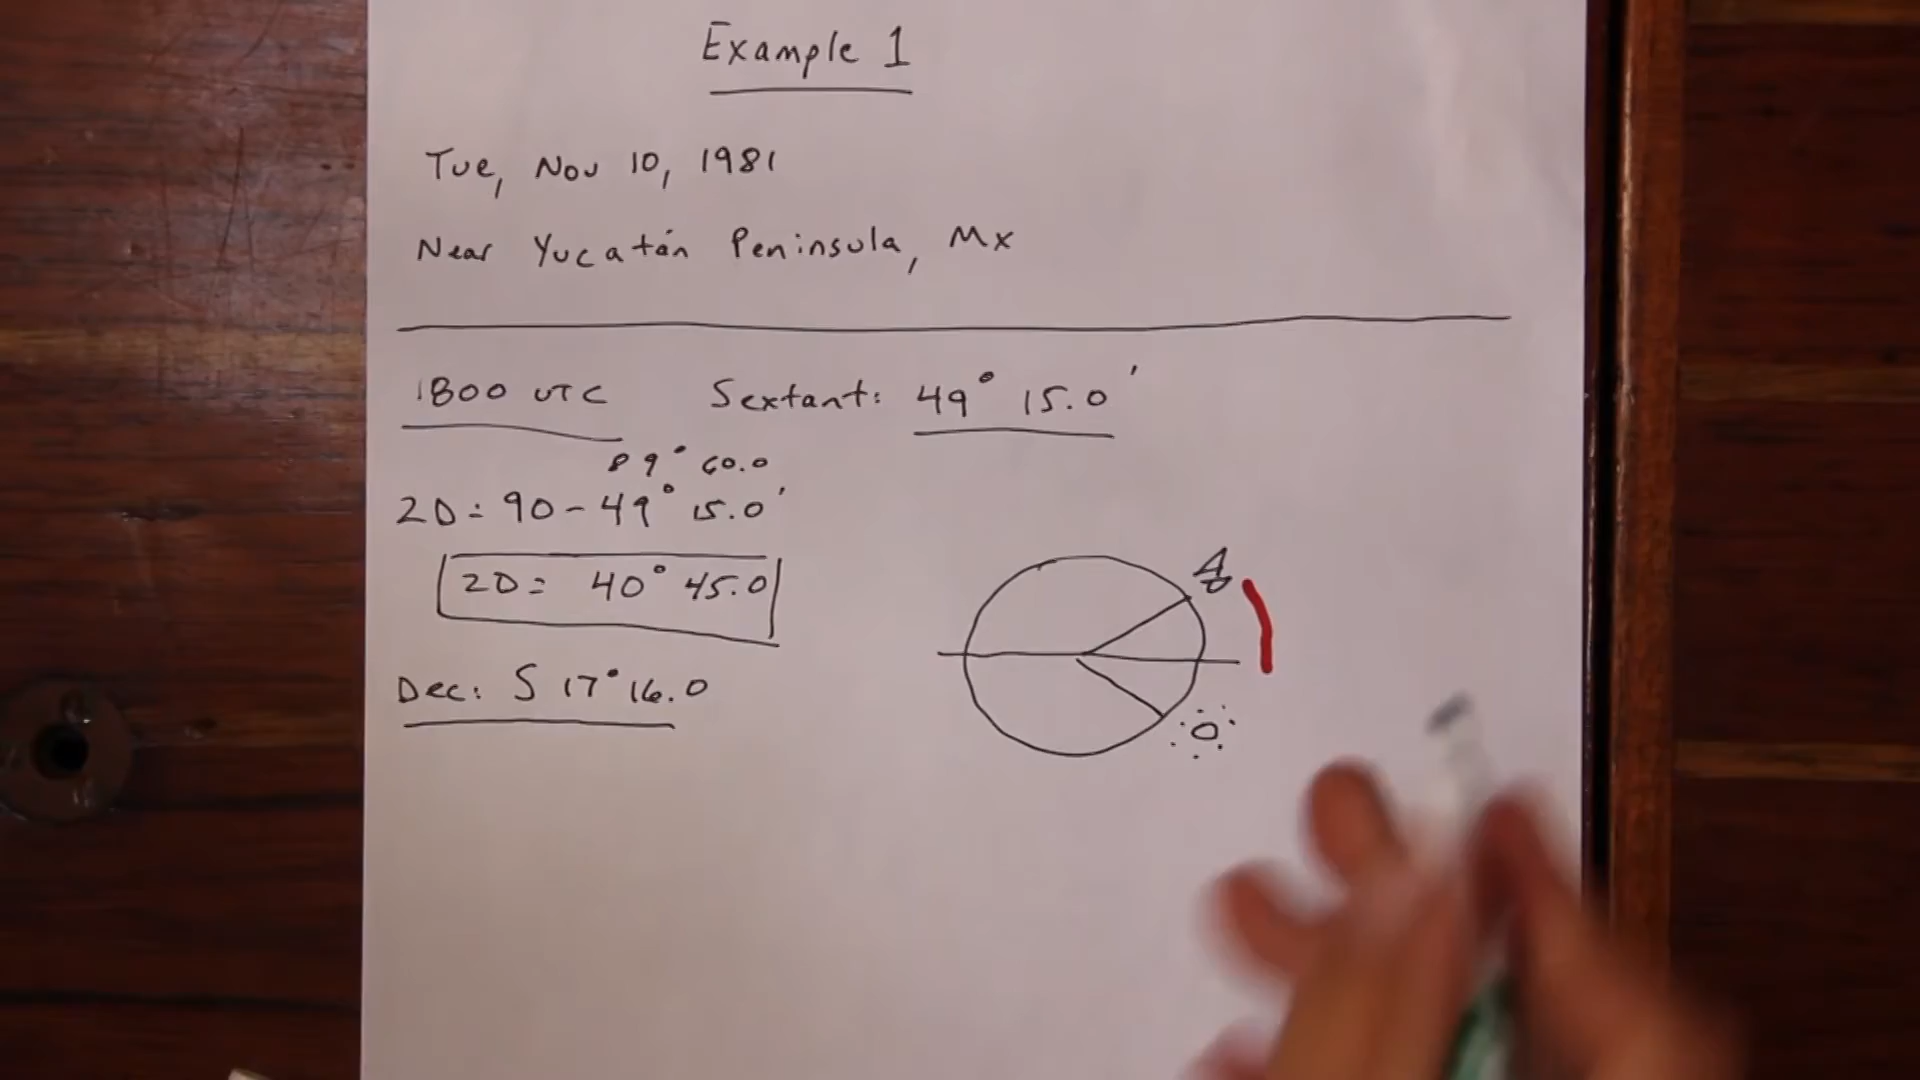 Example 1
Tue, Nov 10, 1981
Near Yucatán Peninsula, Mx
1800 UTC Sextant: 49° 15.0'
89° 60.0
ZD = 90 - 49° 15.0'
ZD = 40° 45.0
Dec: S 17° 16.0